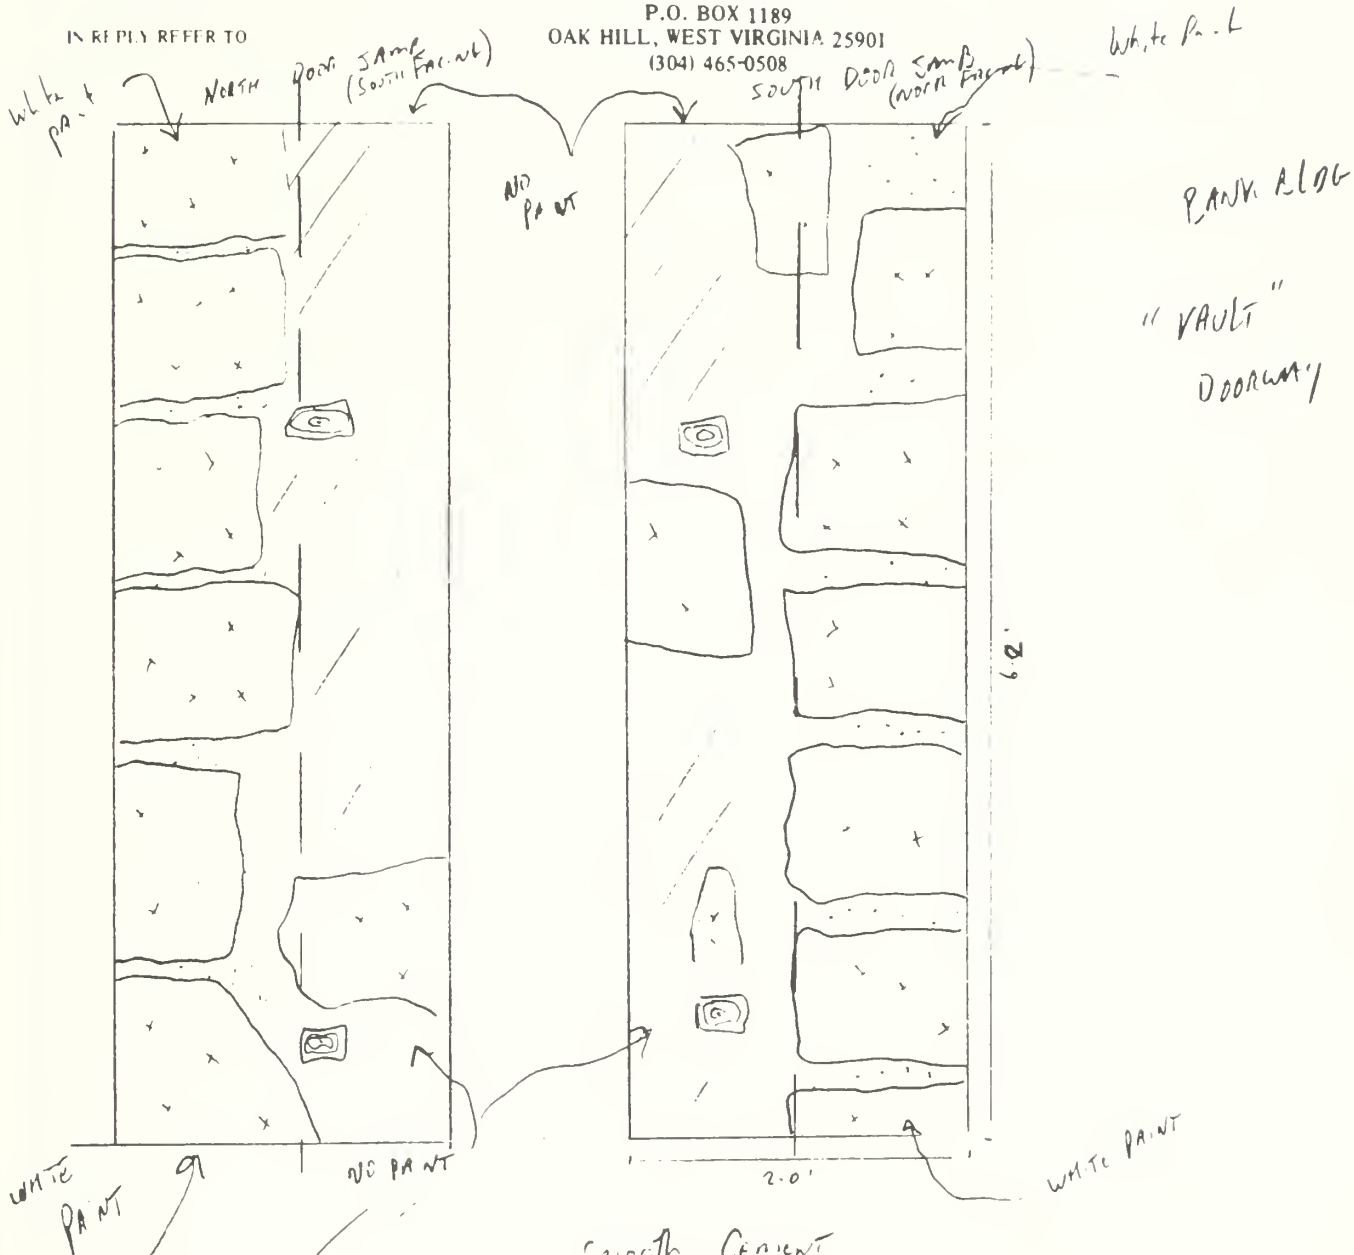 P.O. BOX 1189
IN REPLY REFER TO
OAK HILL, WEST VIRGINIA 25901
(304) 465-0508
White Paint
NORTH DOOR JAMB
(SOUTH FACING)
SOUTH DOOR JAMB
(NORTH FACING)
White Paint
NO
PAINT
BANK BLDG
"VAULT"
DOORWAY
6.2'
2.0'
WHITE
PAINT
NO PAINT
WHITE PAINT
SMOOTH CEMENT